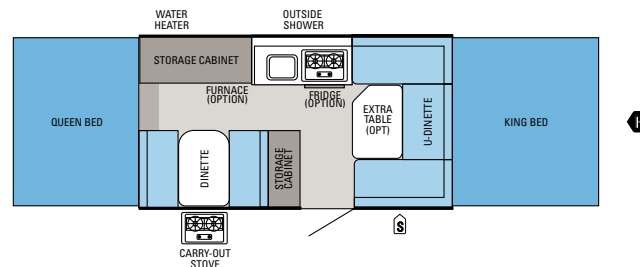 WATER
HEATER
OUTSIDE
SHOWER
STORAGE CABINET
FURNACE
(OPTION)
FRIDGE
(OPTION)
EXTRA
TABLE
(OPT)
U-DINETTE
QUEEN BED
KING BED
DINETTE
STORAGE
CABINET
S
CARRY-OUT
STOVE